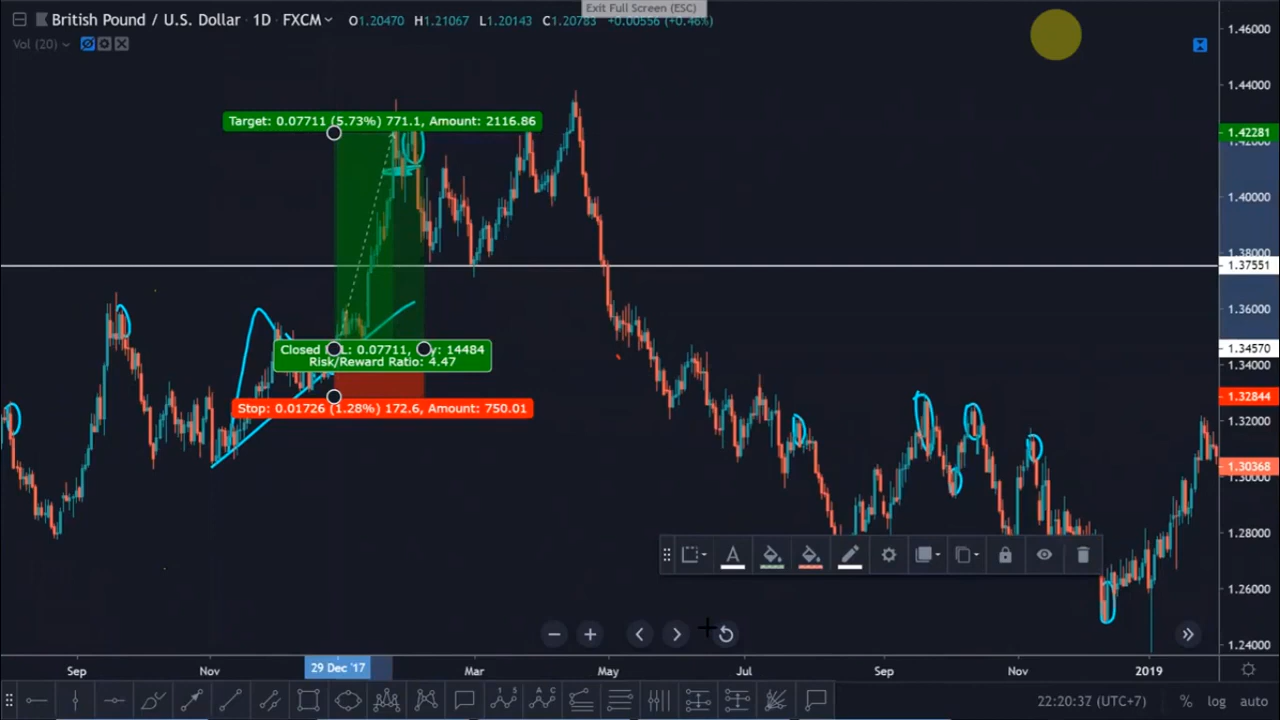 Exit Full Screen (ESC)
British Pound / U.S. Dollar · 1D · FXCM
O1.20470 H1.21067 L1.20143 C1.20783 +0.00556 (+0.46%)
Vol (20)
Target: 0.07711 (5.73%) 771.1, Amount: 2116.86
Closed L: 0.07711, y: 14484
Risk/Reward Ratio: 4.47
Stop: 0.01726 (1.28%) 172.6, Amount: 750.01
1.46000
1.44000
1.42281
1.42000
1.40000
1.38000
1.37551
1.36000
1.34570
1.34000
1.32844
1.32000
1.30368
1.30000
1.28000
1.26000
1.24000
A
Sep
Nov
29 Dec '17
Mar
May
Jul
Sep
Nov
2019
22:20:37 (UTC+7)
% log auto